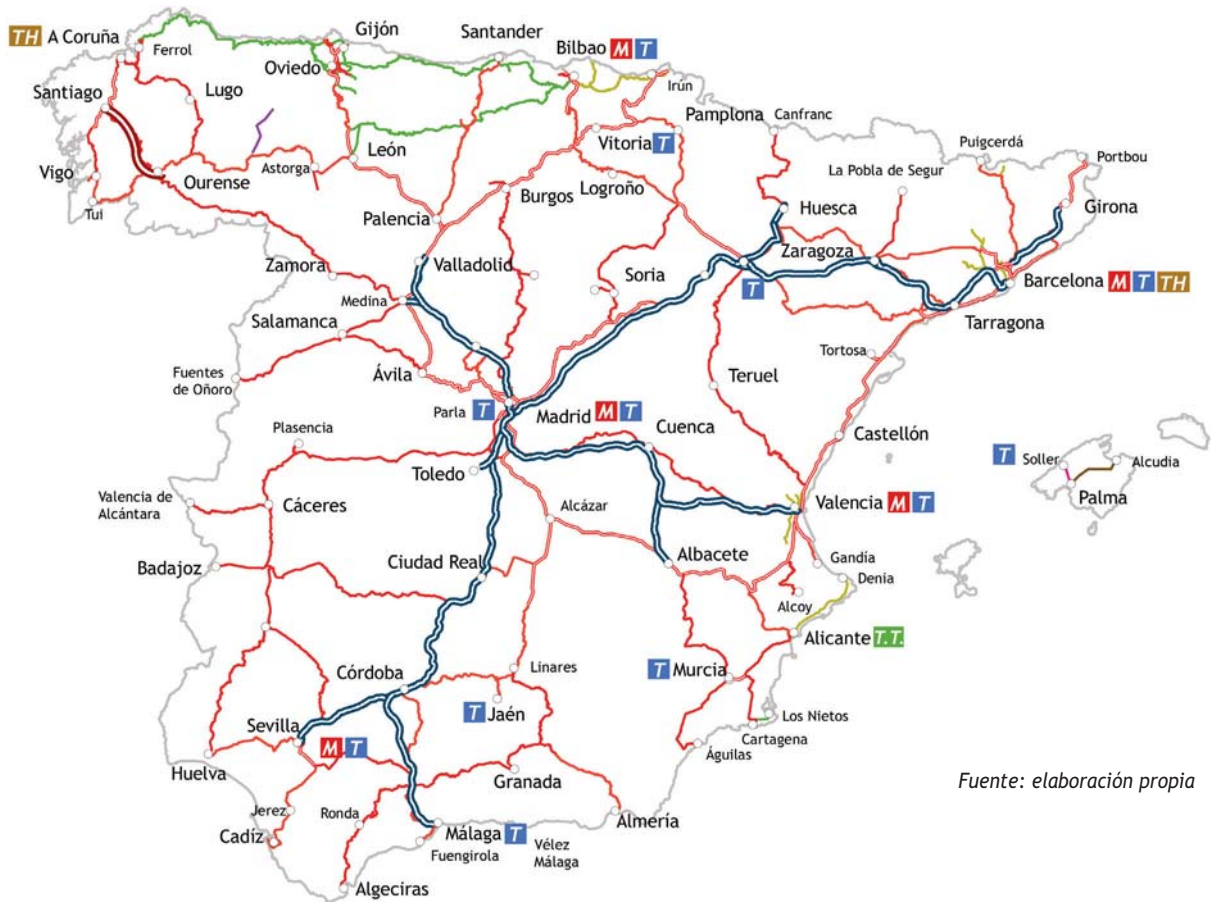 TH A Coruña
Ferrol
Gijón
Santander
Bilbao M T
Oviedo
Irún
Santiago
Lugo
Pamplona
Canfranc
Vitoria T
Puigcerdá
Portbou
León
Astorga
La Pobla de Segur
Vigo
Ourense
Logroño
Burgos
Girona
Tui
Palencia
Huesca
Zaragoza
Valladolid
Zamora
Soria
T
Barcelona M T TH
Medina
Tarragona
Salamanca
Tortosa
Fuentes
de Oñoro
Ávila
Teruel
Parla T
Madrid M T
Plasencia
Cuenca
Castellón
T Soller
Alcudia
Toledo
Palma
Valencia de
Alcántara
Cáceres
Alcázar
Valencia M T
Ciudad Real
Albacete
Gandía
Badajoz
Denia
Alcoy
Alicante T.T.
Córdoba
Linares
T Murcia
T Jaén
Los Nietos
Sevilla
Cartagena
M T
Águilas
Huelva
Granada
Fuente: elaboración propia
Jerez
Ronda
Almería
Cadíz
Málaga T
Vélez
Málaga
Fuengirola
Algeciras